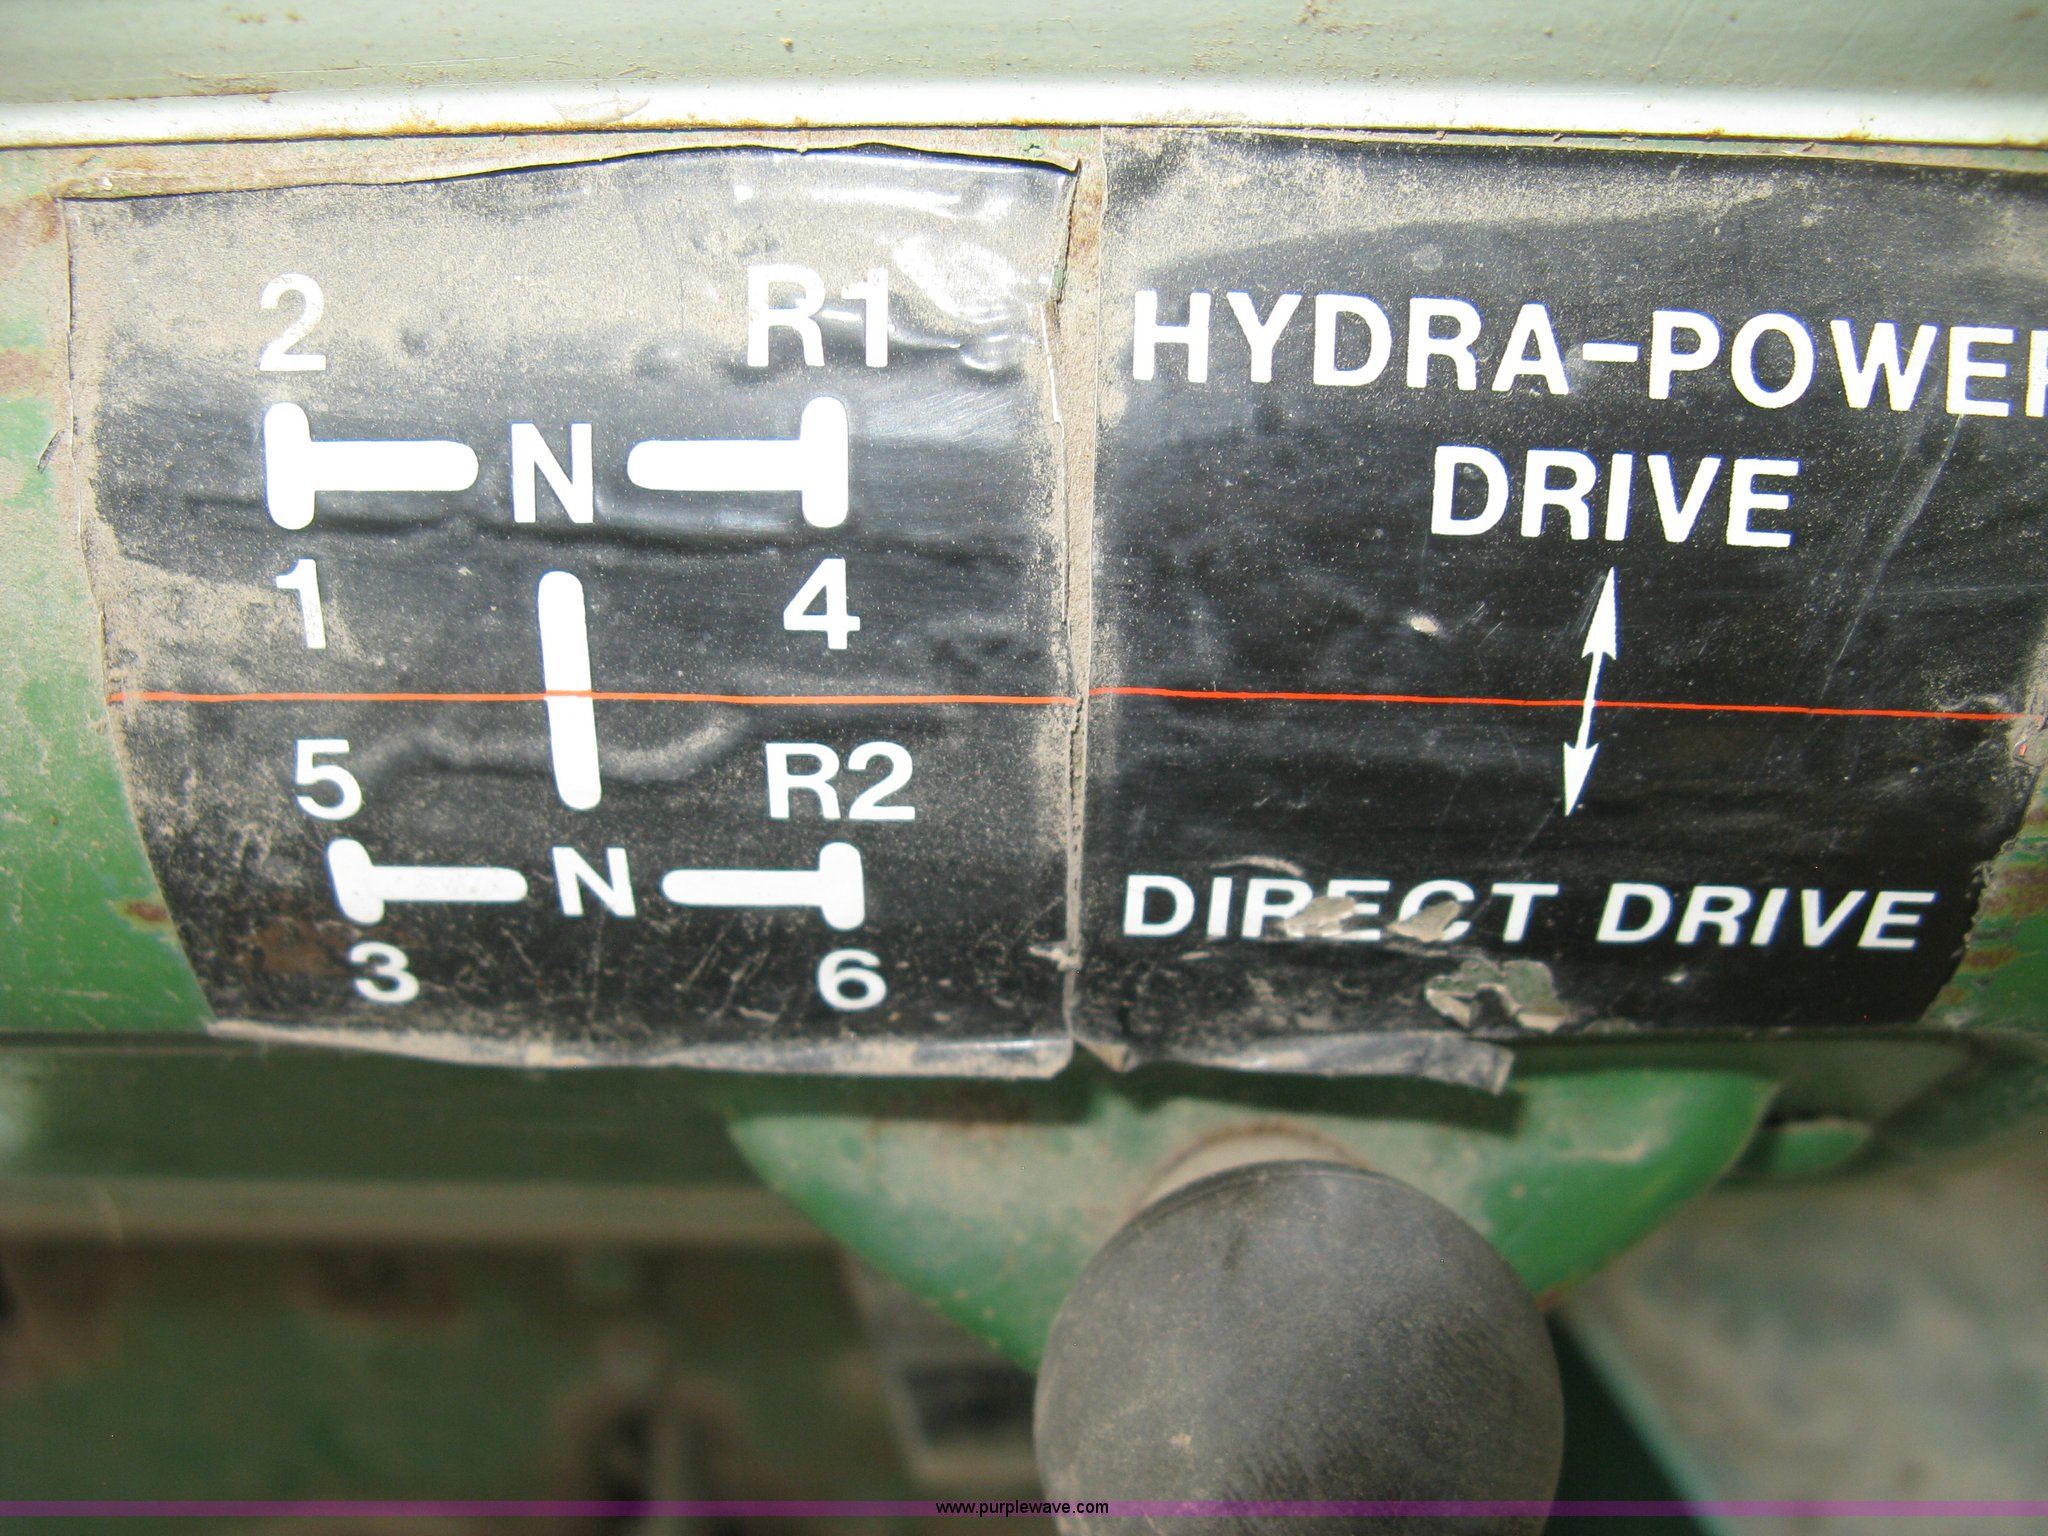 2 R1
N
1 4
5 R2
N
3 6
HYDRA-POWER
DRIVE
DIRECT DRIVE
www.purplewave.com